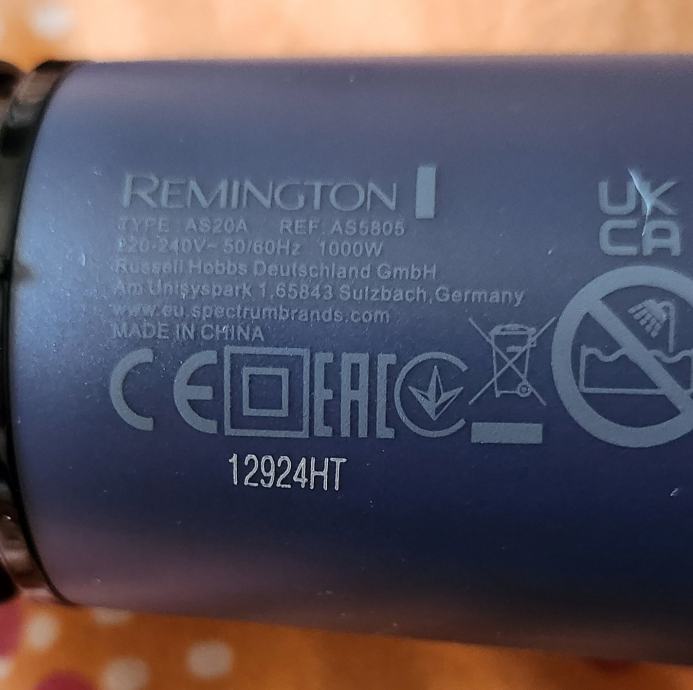 REMINGTON
TYPE: AS20A REF: AS5805
220-240V~ 50/60Hz 1000W
Russell Hobbs Deutschland GmbH
Am Unisyspark 1,65843 Sulzbach,Germany
www.eu.spectrumbrands.com
MADE IN CHINA
CE EAC
UK
CA
12924HT